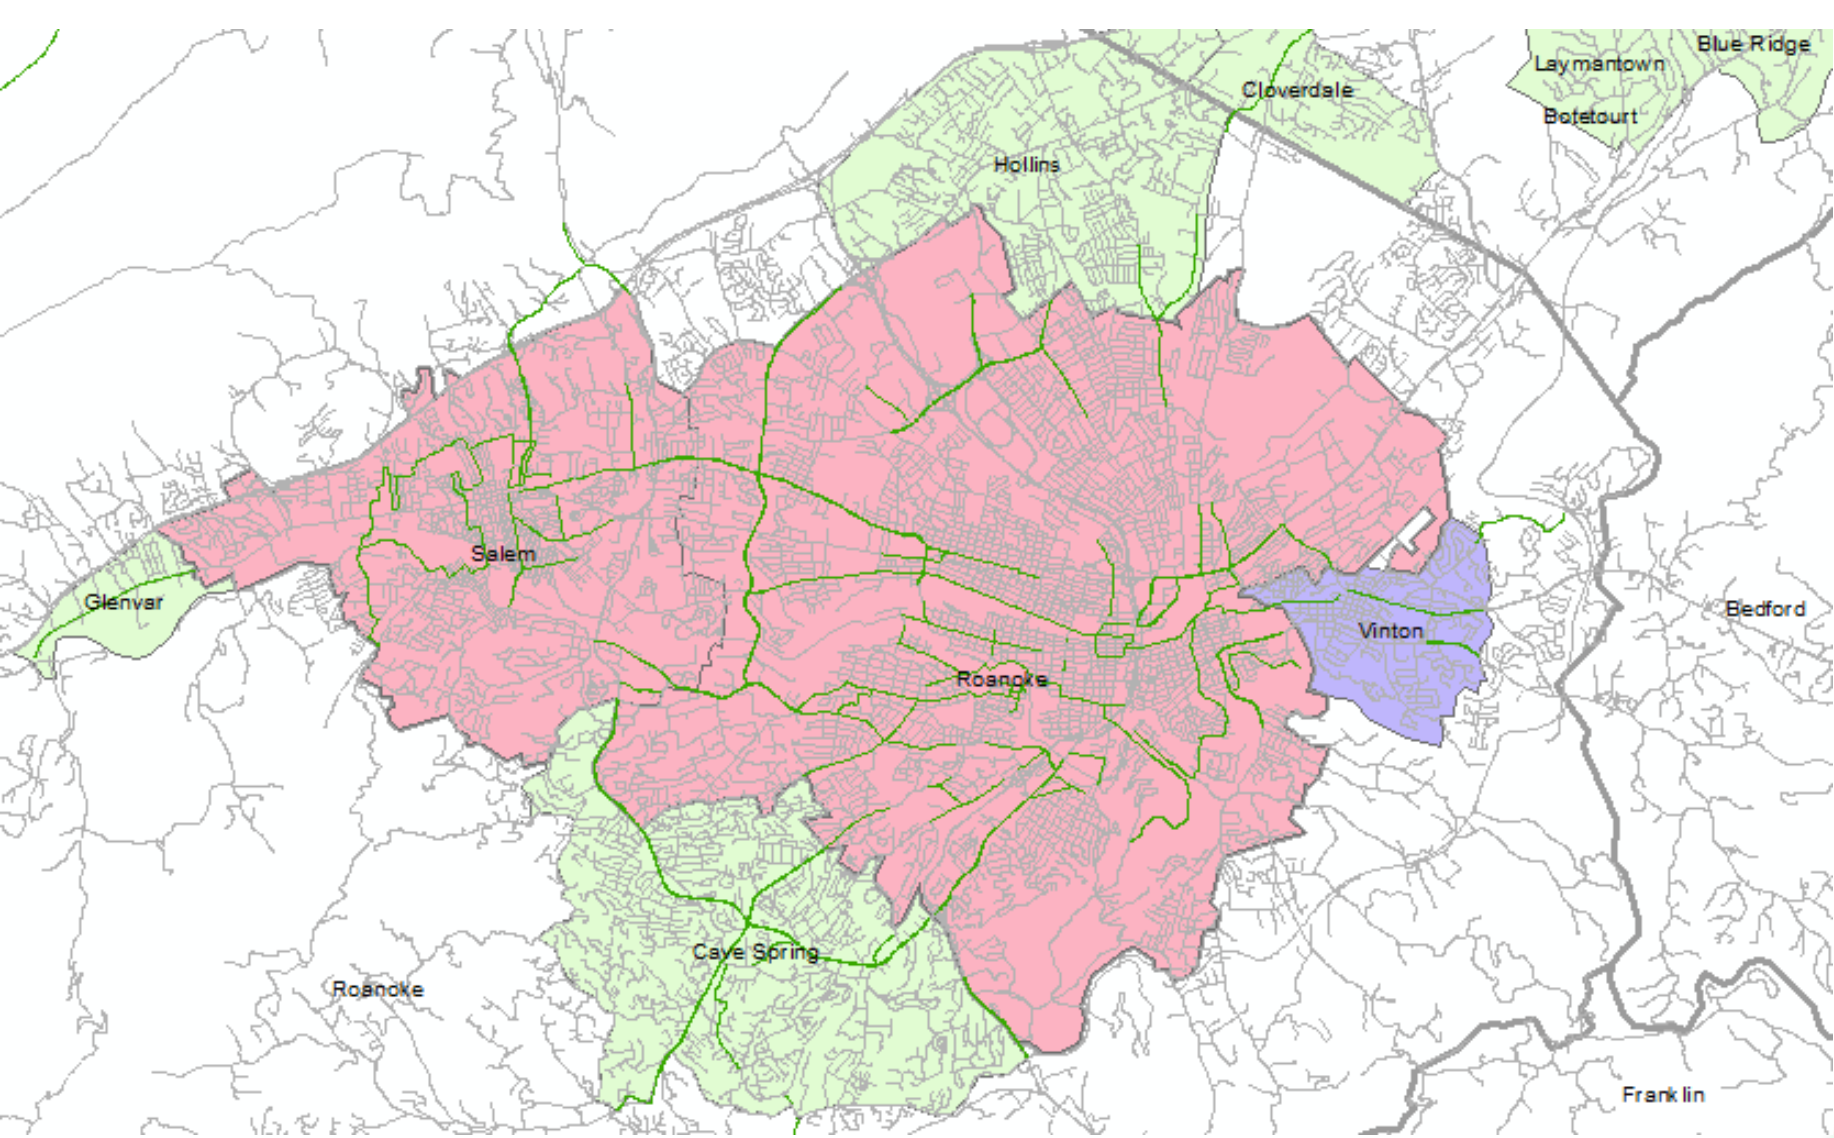 Blue Ridge
Laymantown
Cloverdale
Botetourt
Hollins
Salem
Glenvar
Bedford
Vinton
Roanoke
Cave Spring
Roanoke
Franklin